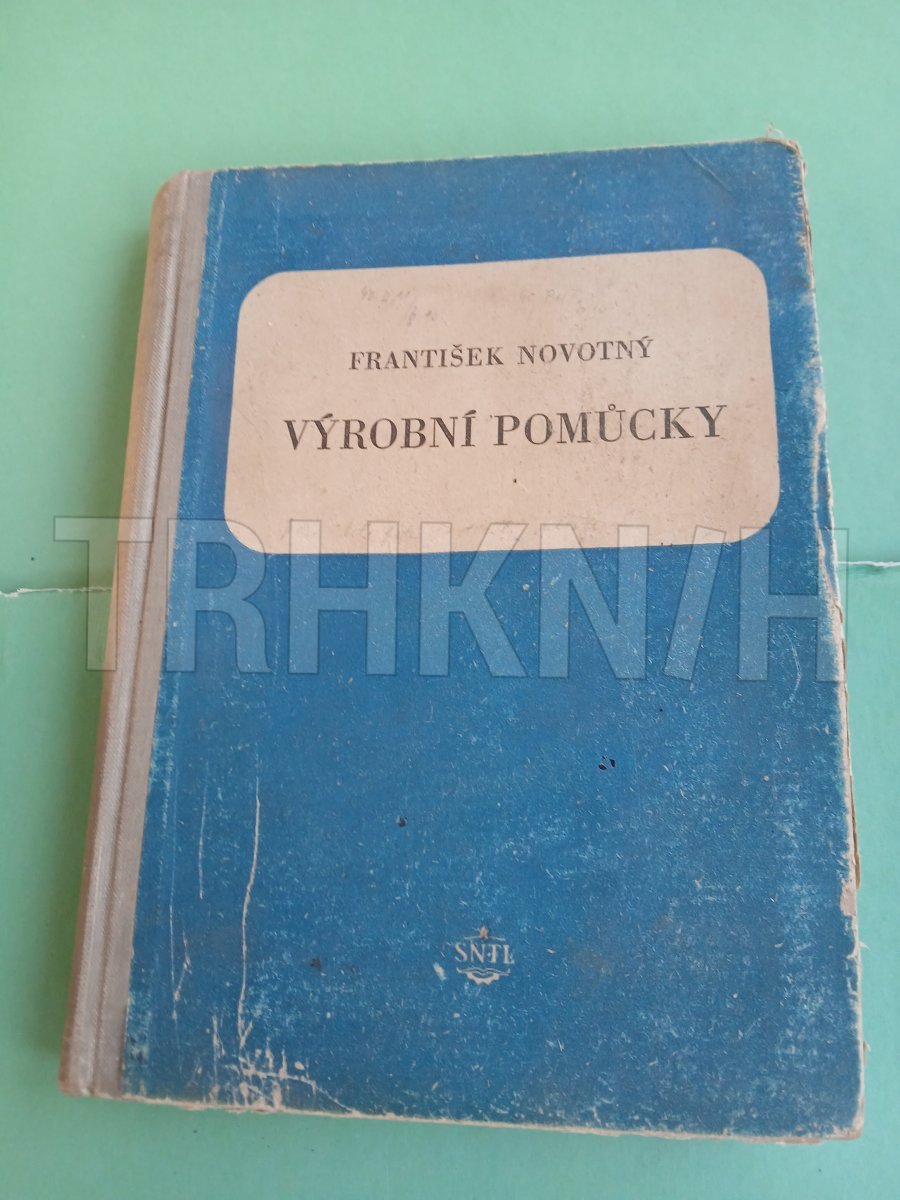 FRANTIŠEK NOVOTNÝ
VÝROBNÍ POMŮCKY
TRHKNIH
SNTL